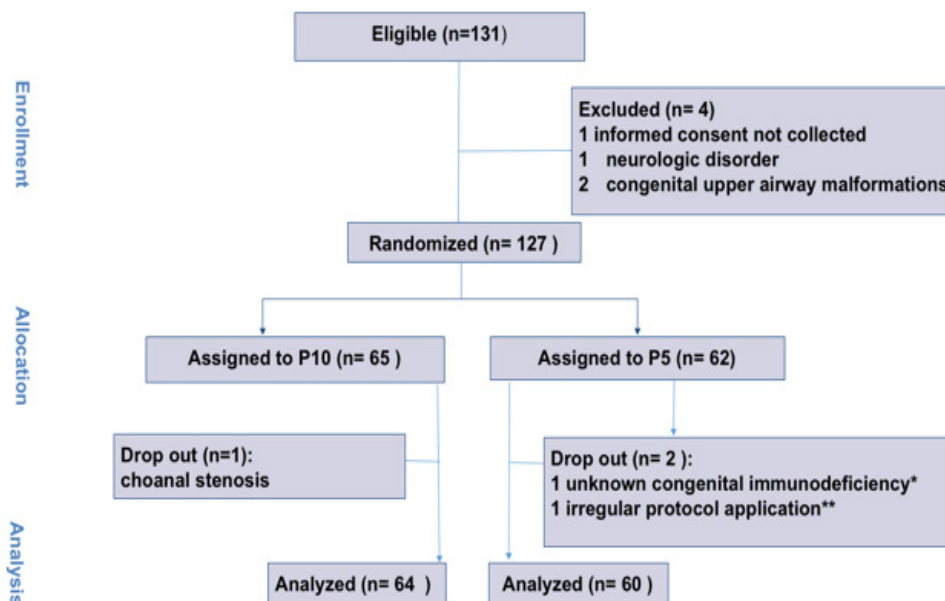 Eligible (n=131)
Enrollment
Excluded (n= 4)
1 informed consent not collected
1 neurologic disorder
2 congenital upper airway malformations
Randomized (n= 127 )
Allocation
Assigned to P10 (n= 65 )
Assigned to P5 (n= 62)
Drop out (n=1):
choanal stenosis
Drop out (n= 2 ):
1 unknown congenital immunodeficiency*
1 irregular protocol application**
Analysis
Analyzed (n= 64 )
Analyzed (n= 60 )